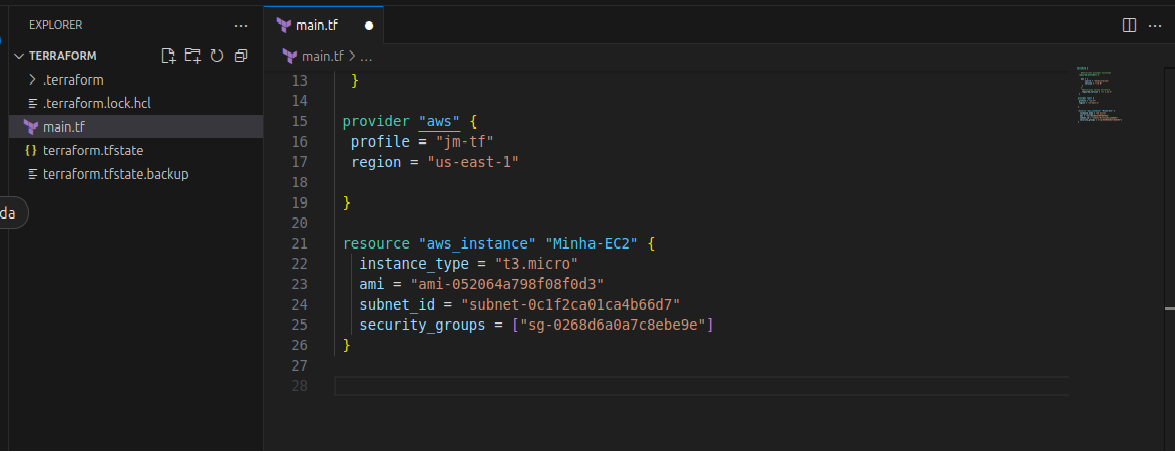 EXPLORER
...
TERRAFORM
.terraform
.terraform.lock.hcl
main.tf
terraform.tfstate
terraform.tfstate.backup
da
main.tf
...
main.tf > ...
13 }
14
15 provider "aws" {
16 profile = "jm-tf"
17 region = "us-east-1"
18
19 }
20
21 resource "aws_instance" "Minha-EC2" {
22 instance_type = "t3.micro"
23 ami = "ami-052064a798f08f0d3"
24 subnet_id = "subnet-0c1f2ca01ca4b66d7"
25 security_groups = ["sg-0268d6a0a7c8ebe9e"]
26 }
27
28